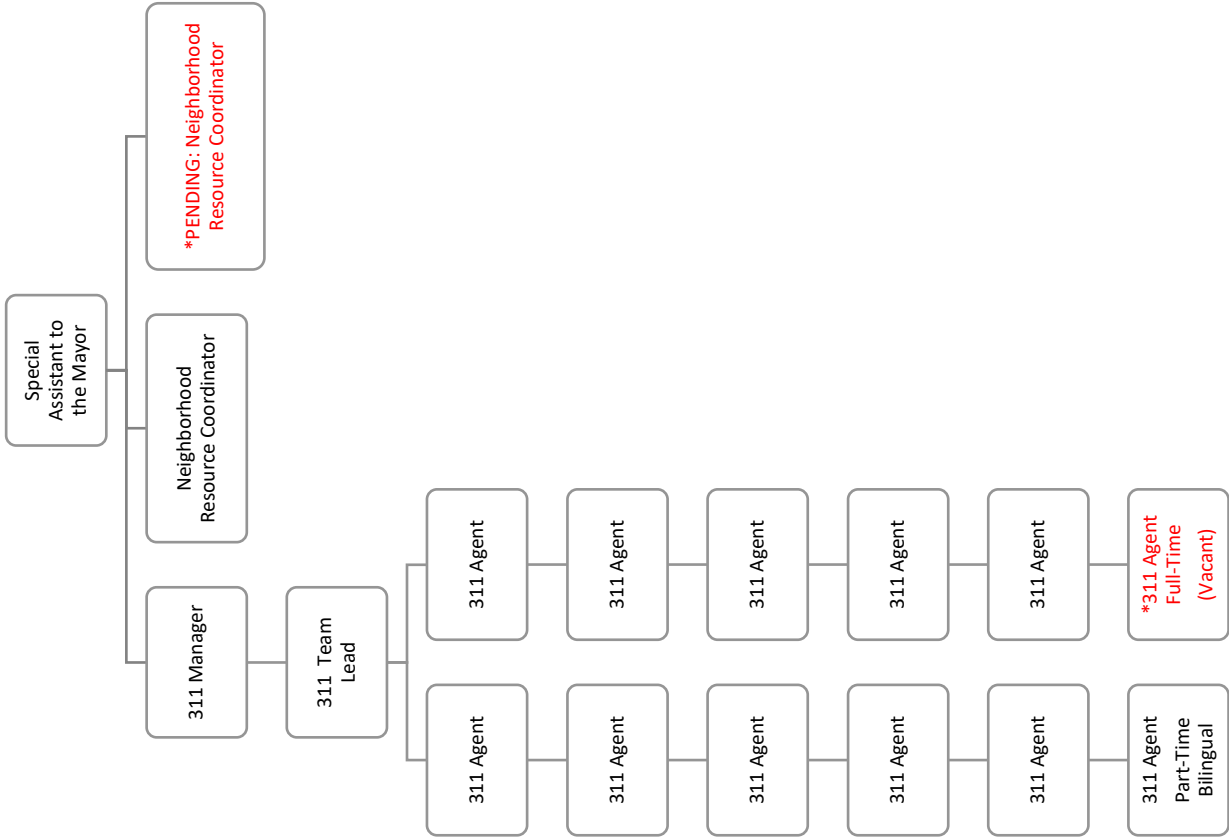 Special
Assistant to
the Mayor
311 Manager
Neighborhood
Resource Coordinator
*PENDING: Neighborhood
Resource Coordinator
311 Team
Lead
311 Agent
311 Agent
311 Agent
311 Agent
311 Agent
311 Agent
Part-Time
Bilingual
311 Agent
311 Agent
311 Agent
311 Agent
311 Agent
*311 Agent
Full-Time
(Vacant)